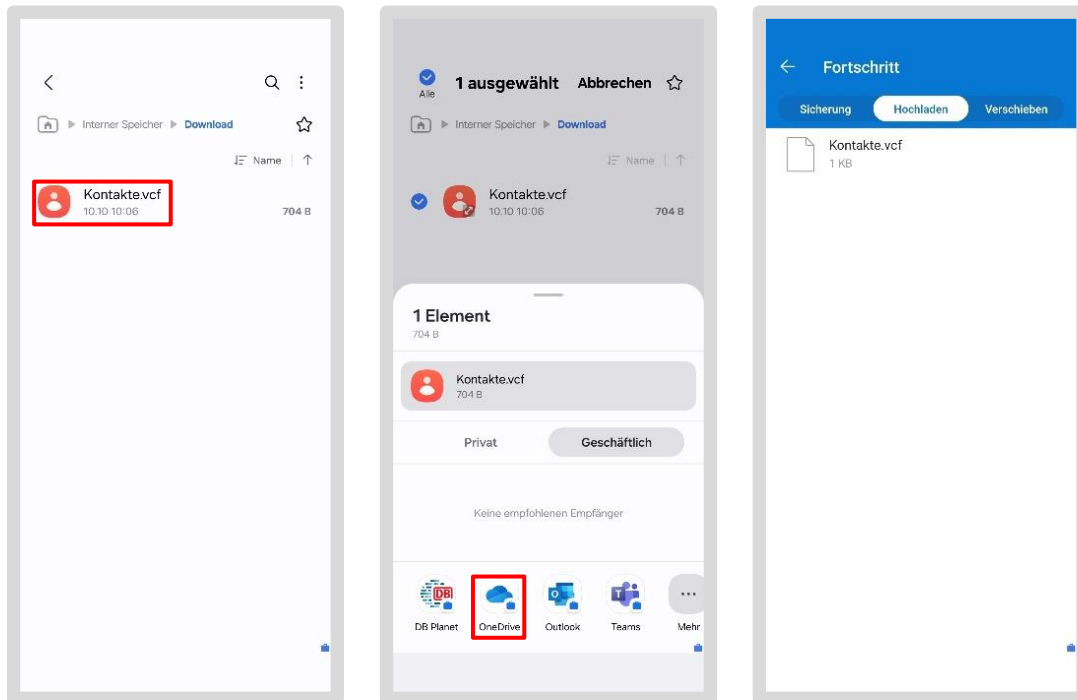 Interner Speicher Download
Name
Kontakte.vcf
10.10 10:06
704 B
Alle
1 ausgewählt Abbrechen
Interner Speicher Download
Name
Kontakte.vcf
10.10 10:06
704 B
1 Element
704 B
Kontakte.vcf
704 B
Privat Geschäftlich
Keine empfohlenen Empfänger
DB
DB Planet OneDrive Outlook Teams Mehr
Fortschritt
Sicherung Hochladen Verschieben
Kontakte.vcf
1 KB